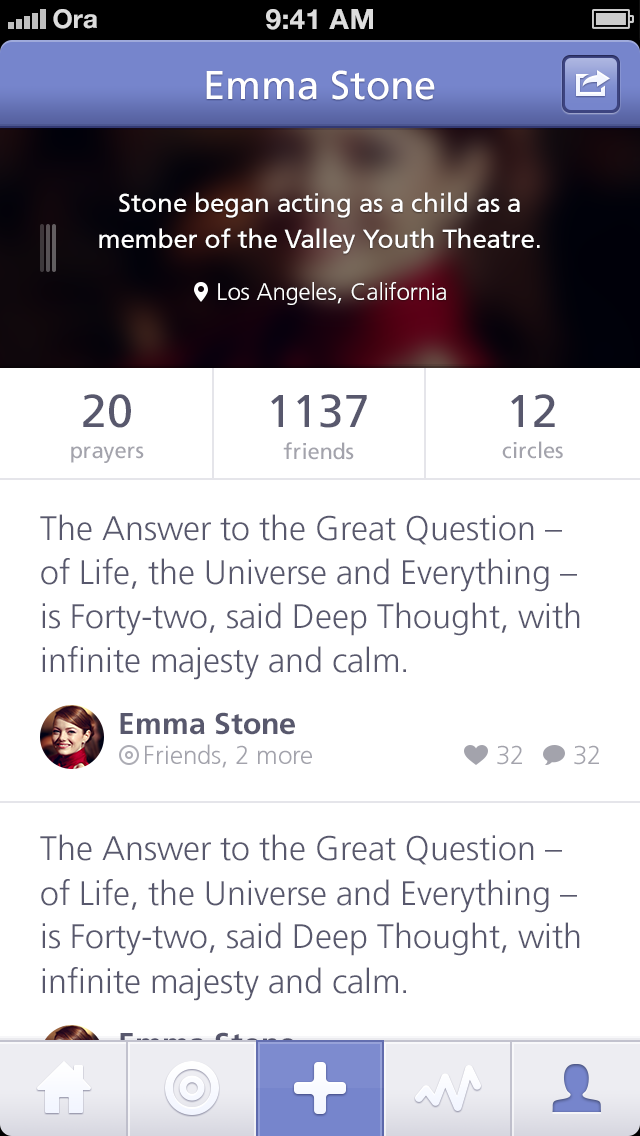 Ora 9:41 AM
Emma Stone
Stone began acting as a child as a
member of the Valley Youth Theatre.
Los Angeles, California
20 1137 12
prayers friends circles
The Answer to the Great Question –
of Life, the Universe and Everything –
is Forty-two, said Deep Thought, with
infinite majesty and calm.
Emma Stone
Friends, 2 more 32 32
The Answer to the Great Question –
of Life, the Universe and Everything –
is Forty-two, said Deep Thought, with
infinite majesty and calm.
Emma Stone